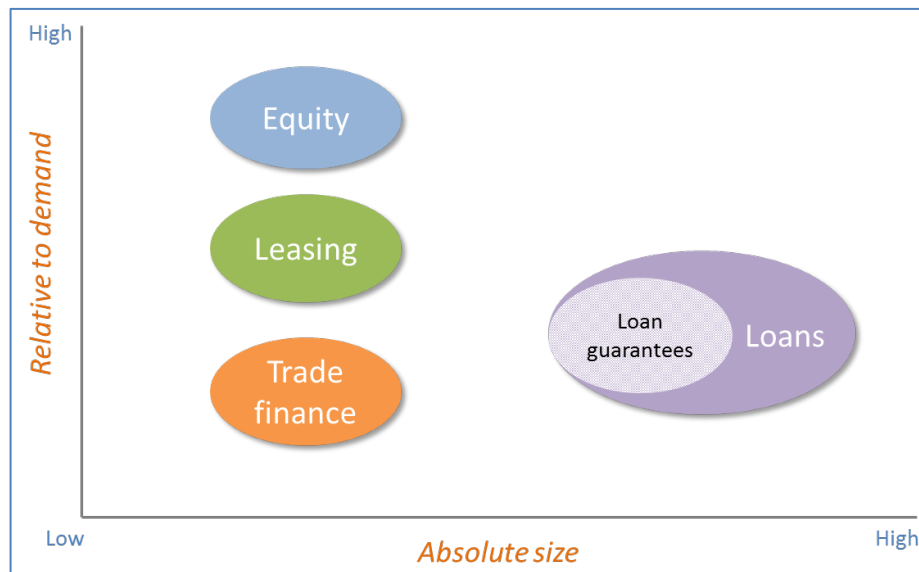 High
Equity
Relative to demand
Leasing
Loan
guarantees
Loans
Trade
finance
Low
Absolute size
High